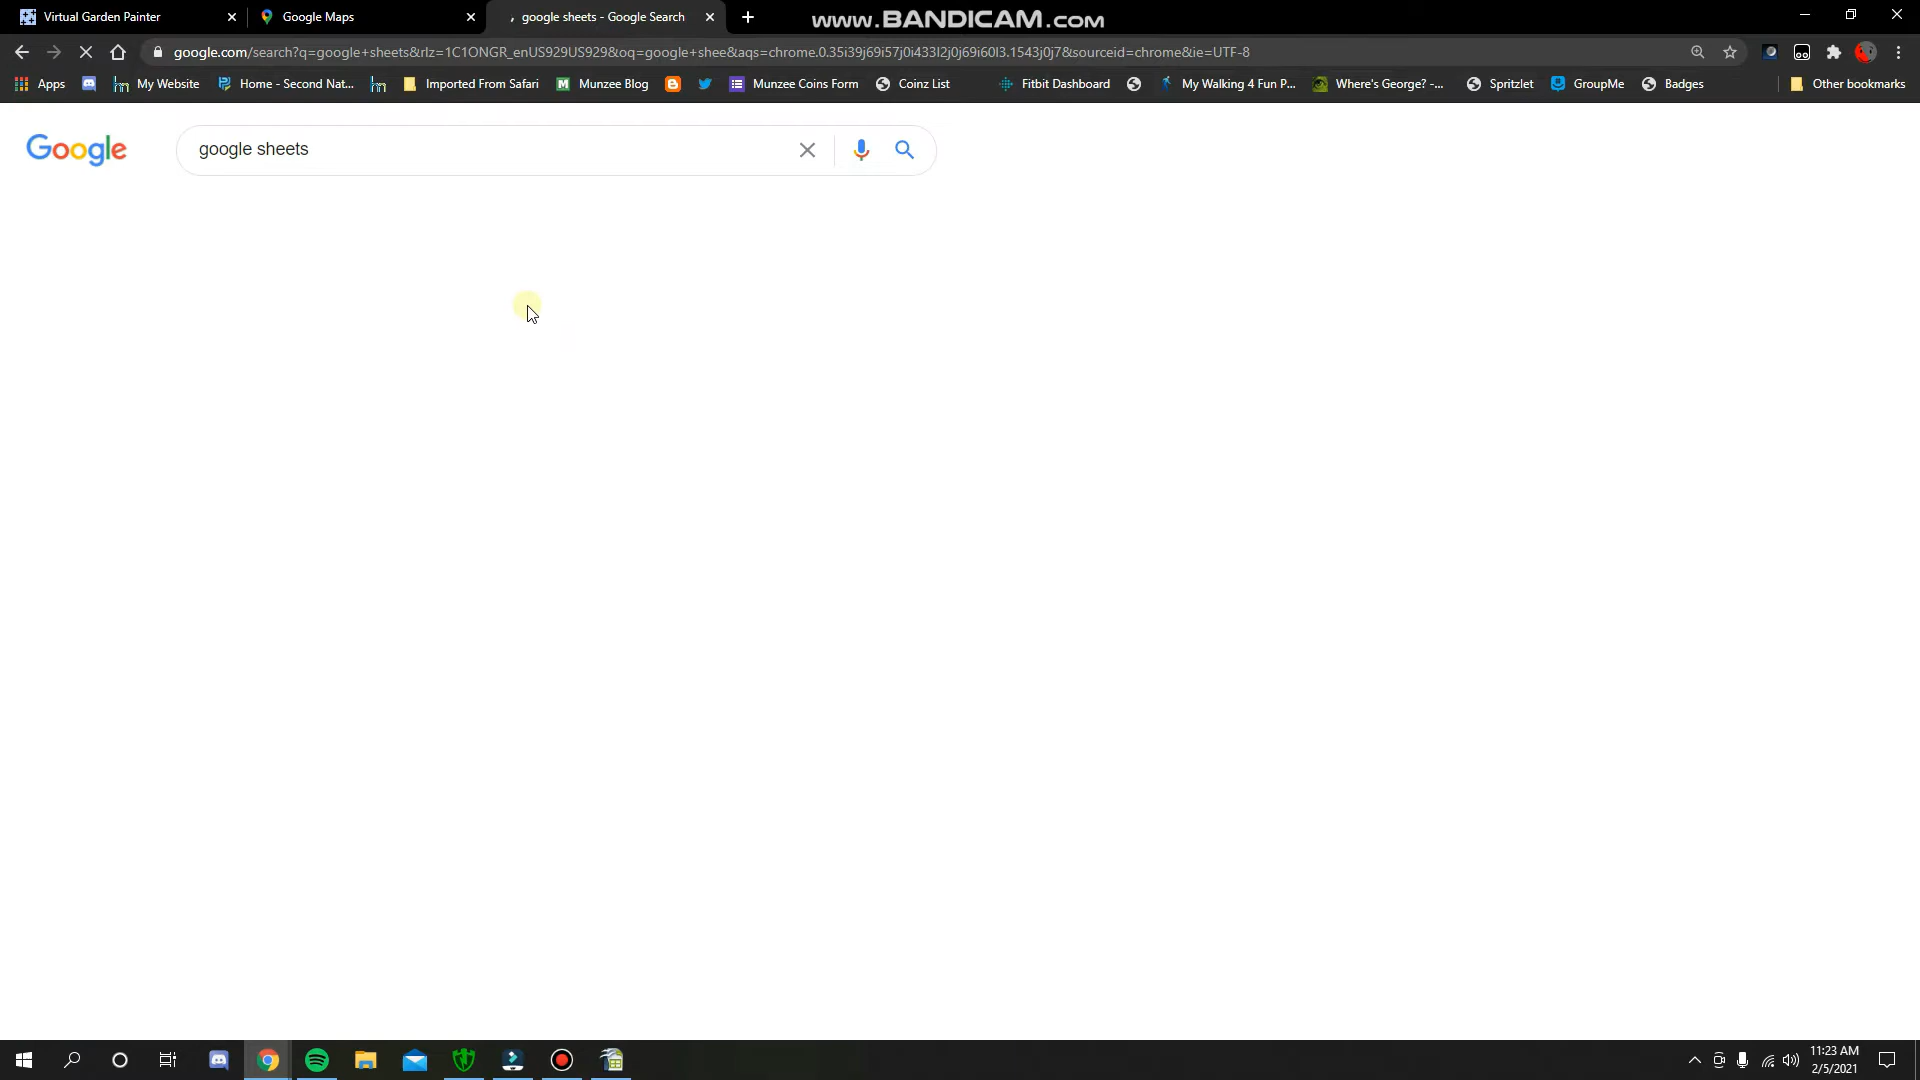 Virtual Garden Painter
Google Maps
google sheets - Google Search
www.BANDICAM.com
google.com/search?q=google+sheets&rlz=1C1ONGR_enUS929US929&oq=google+shee&aqs=chrome.0.35i39j69i57j0i433l2j0j69i60l3.1543j0j7&sourceid=chrome&ie=UTF-8
Apps My Website Home - Second Nat... Imported From Safari Munzee Blog Munzee Coins Form Coinz List Fitbit Dashboard My Walking 4 Fun P... Where's George? -... Spritzlet GroupMe Badges Other bookmarks
Google
google sheets
11:23 AM
2/5/2021